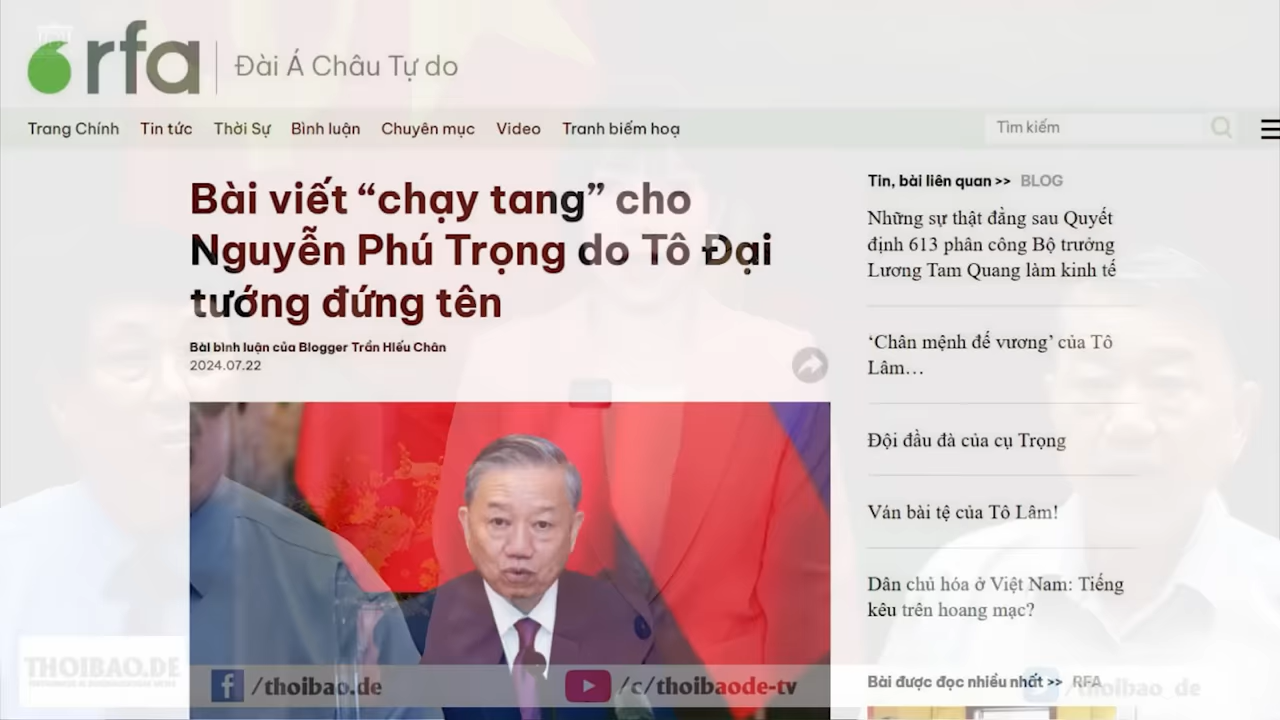 rfa Đài Á Châu Tự do
Trang Chính Tin tức Thời Sự Bình luận Chuyên mục Video Tranh biếm hoạ Tìm kiếm
Bài viết “chạy tang” cho
Nguyễn Phú Trọng do Tô Đại
tướng đứng tên
Bài bình luận của Blogger Trần Hiếu Chân
2024.07.22
Tin, bài liên quan >> BLOG
Những sự thật đằng sau Quyết
định 613 phân công Bộ trưởng
Lương Tam Quang làm kinh tế
‘Chân mệnh đế vương’ của Tô
Lâm…
Đội đầu đà của cụ Trọng
Ván bài tệ của Tô Lâm!
Dân chủ hóa ở Việt Nam: Tiếng
kêu trên hoang mạc?
Bài được đọc nhiều nhất >> RFA
THOIBAO.DE
/thoibao.de
/c/thoibaode-tv
/thoibao_de